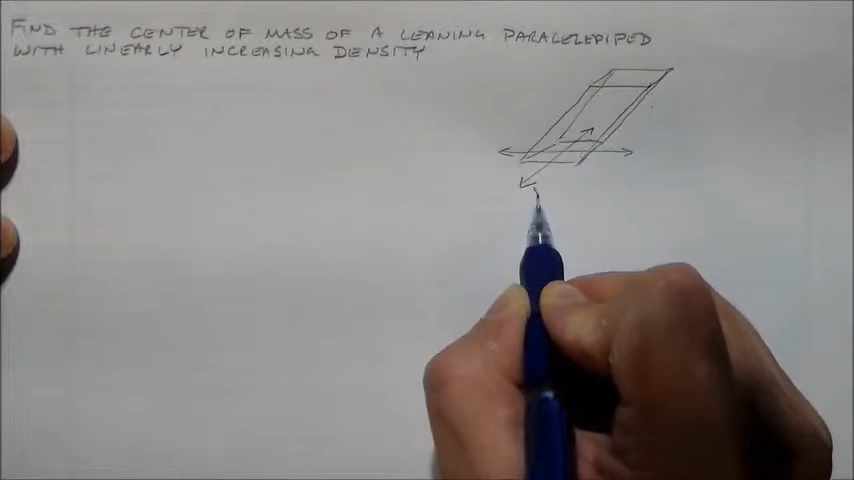 FIND THE CENTER OF MASS OF A LEANING PARALELEPIPED
WITH LINEARLY INCREASING DENSITY